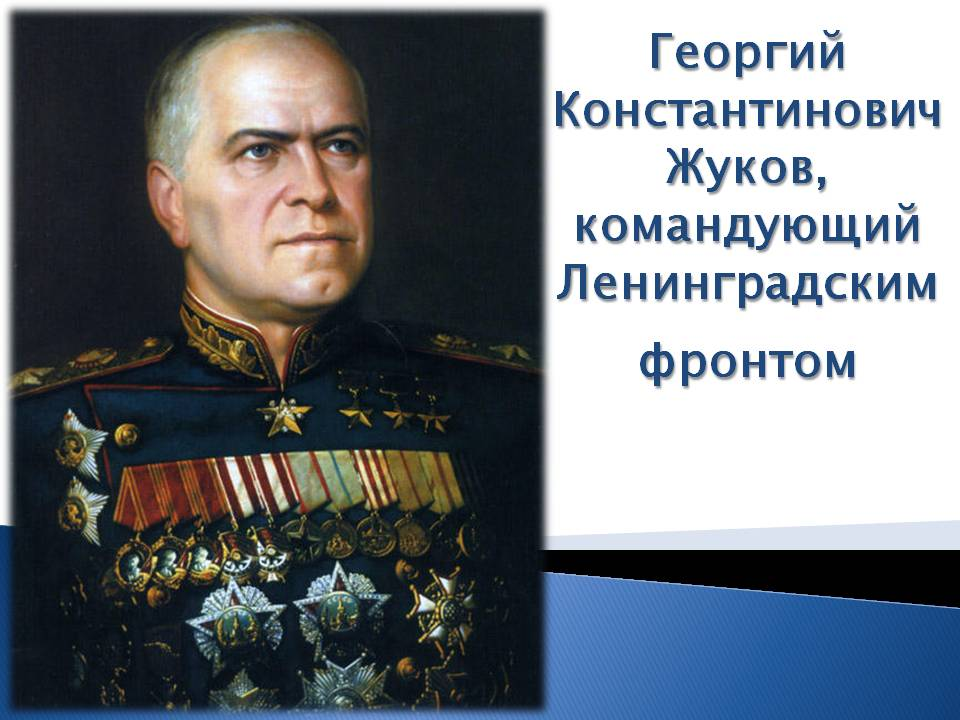 Георгий
Константинович
Жуков,
командующий
Ленинградским
фронтом